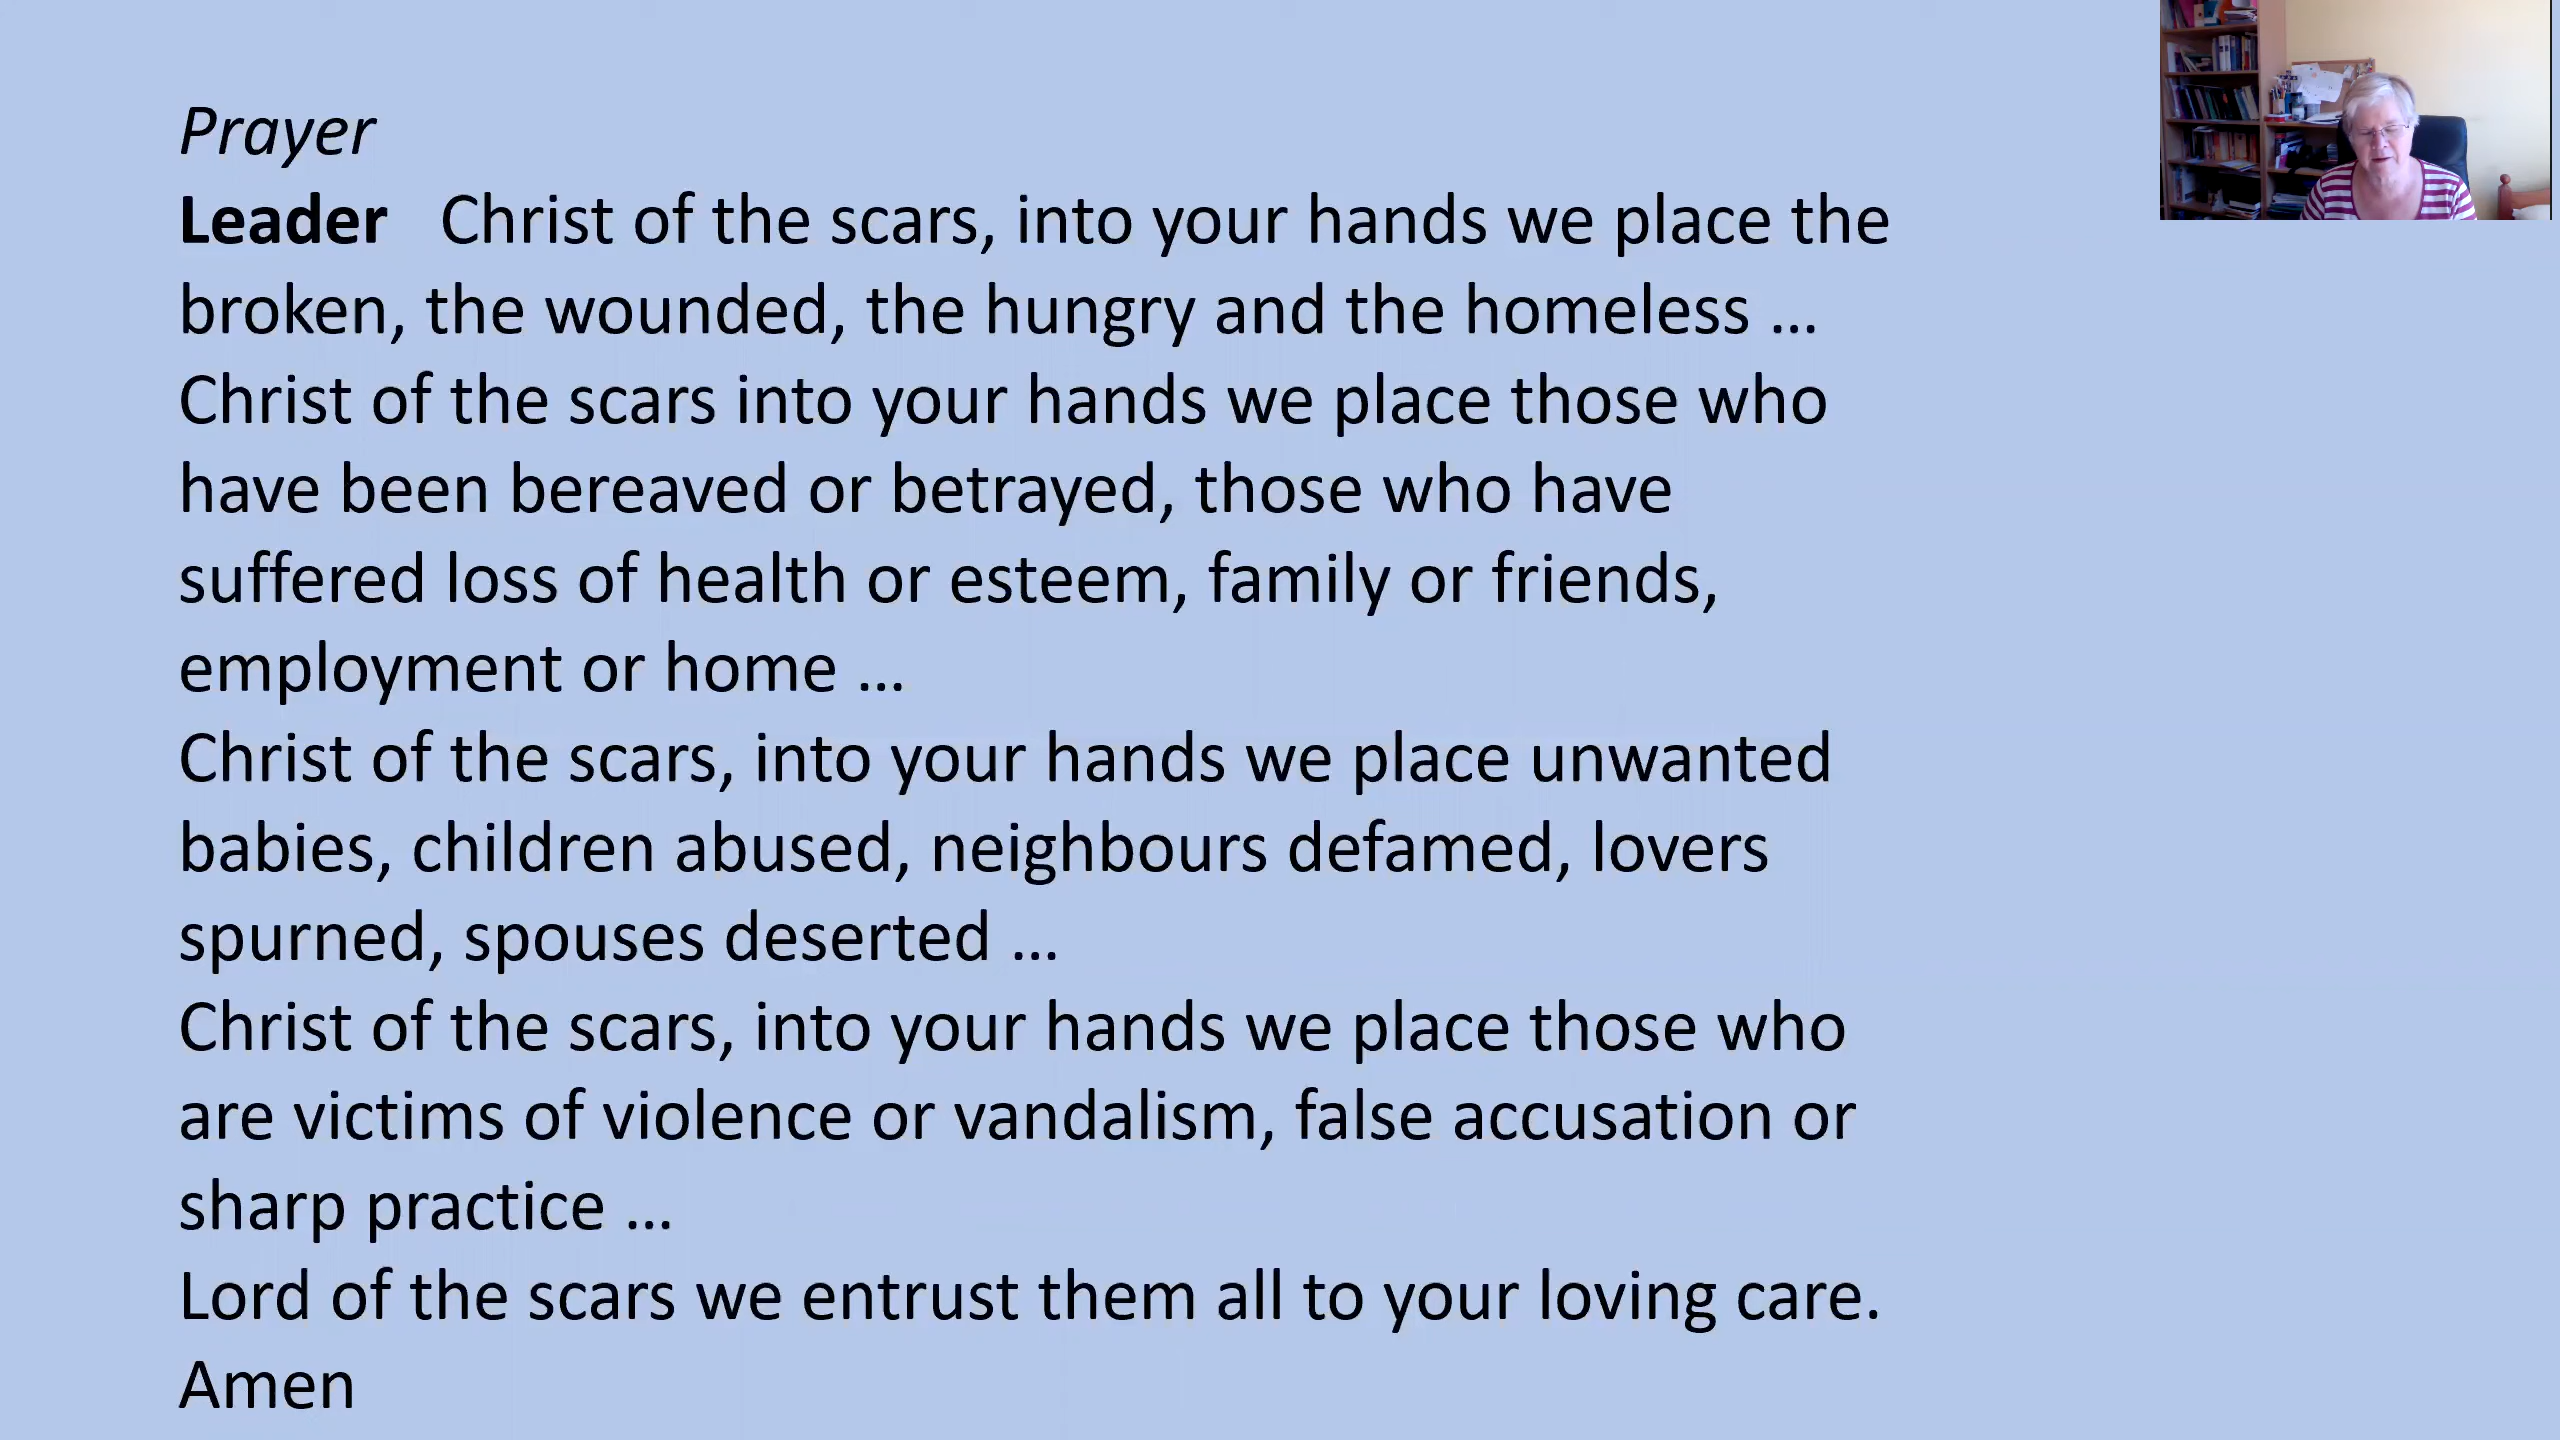 Prayer
Leader Christ of the scars, into your hands we place the
broken, the wounded, the hungry and the homeless …
Christ of the scars into your hands we place those who
have been bereaved or betrayed, those who have
suffered loss of health or esteem, family or friends,
employment or home …
Christ of the scars, into your hands we place unwanted
babies, children abused, neighbours defamed, lovers
spurned, spouses deserted …
Christ of the scars, into your hands we place those who
are victims of violence or vandalism, false accusation or
sharp practice …
Lord of the scars we entrust them all to your loving care.
Amen